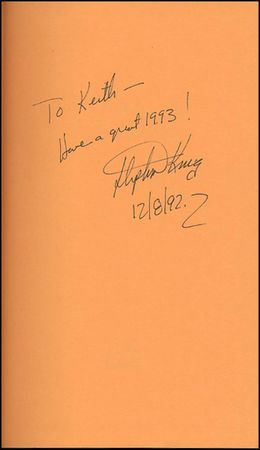 To Keith —
Have a great 1993!
Stephen King
12/8/92.